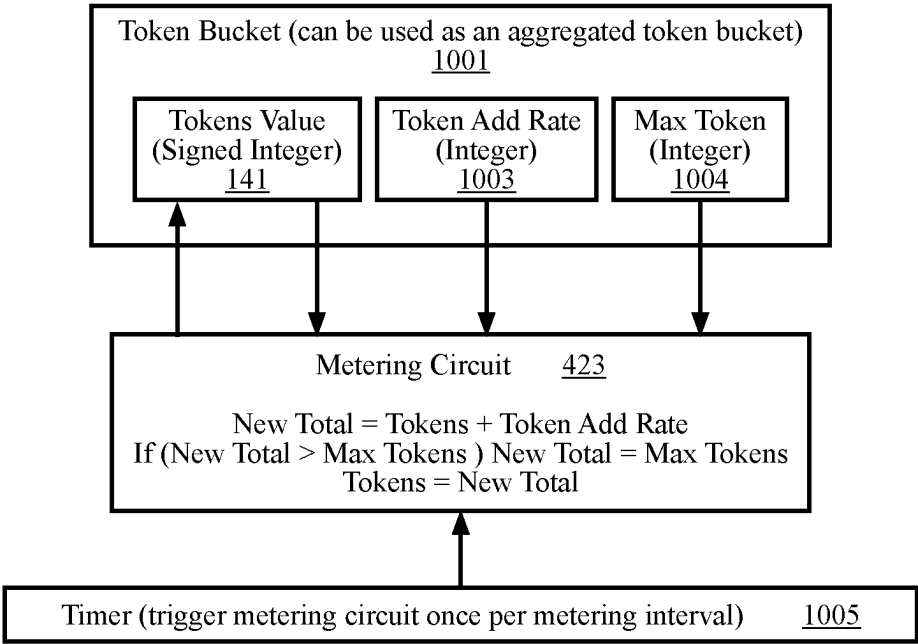 Token Bucket (can be used as an aggregated token bucket)
1001
Tokens Value
(Signed Integer)
141
Token Add Rate
(Integer)
1003
Max Token
(Integer)
1004
Metering Circuit 423
New Total = Tokens + Token Add Rate
If (New Total > Max Tokens ) New Total = Max Tokens
Tokens = New Total
Timer (trigger metering circuit once per metering interval) 1005